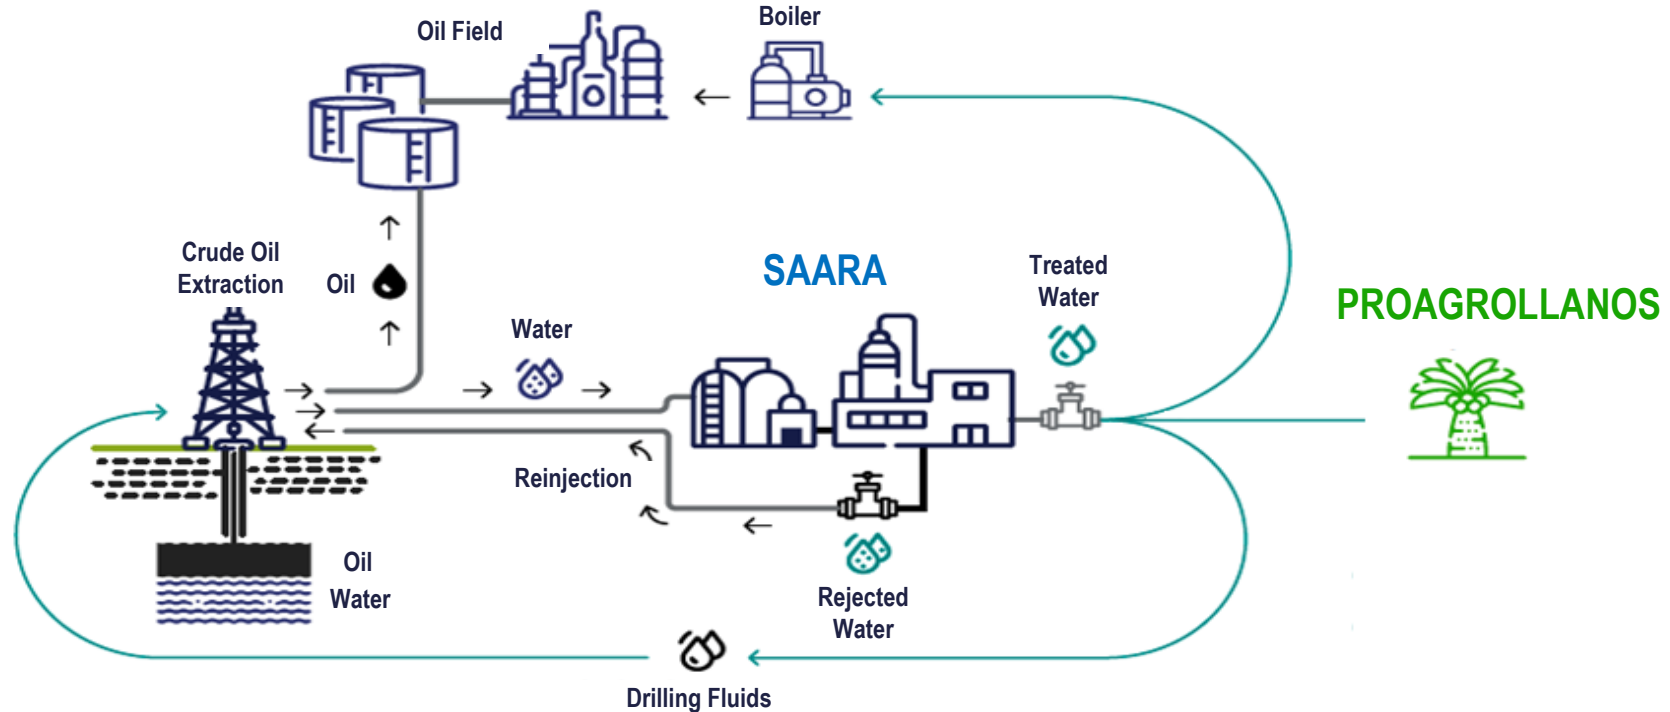 Oil Field
Boiler
Crude Oil
Extraction
Oil
Water
SAARA
Treated
Water
PROAGROLLANOS
Reinjection
Oil
Water
Rejected
Water
Drilling Fluids